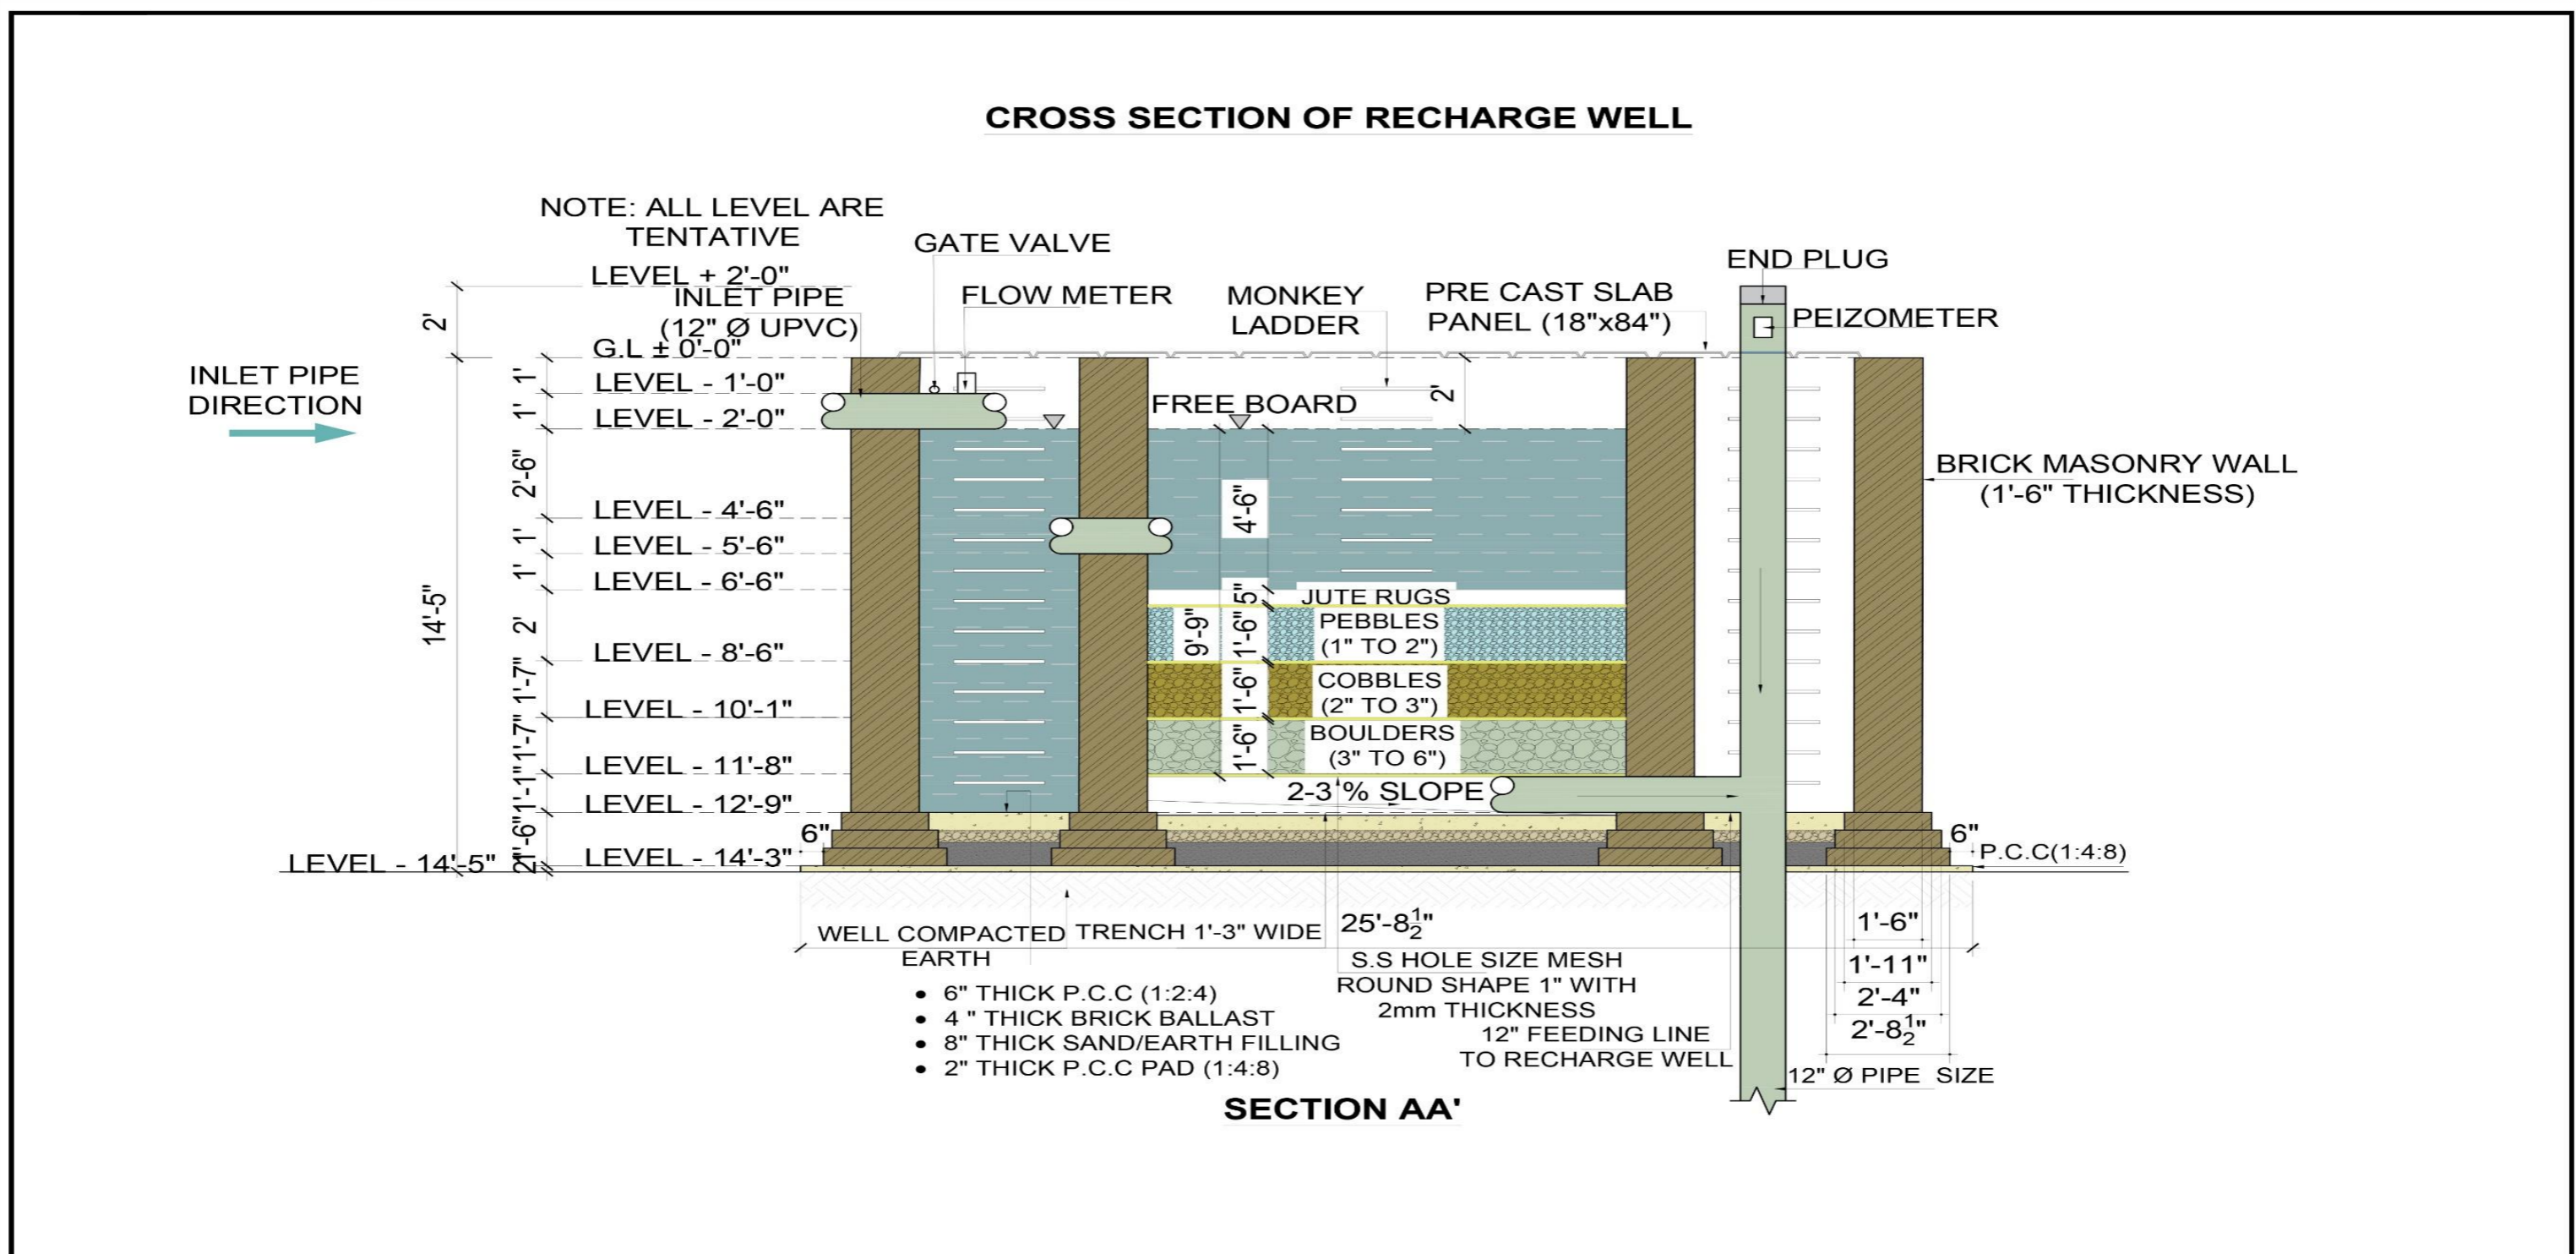 CROSS SECTION OF RECHARGE WELL
NOTE: ALL LEVEL ARE
TENTATIVE
GATE VALVE
END PLUG
LEVEL + 2'-0"
INLET PIPE
(12" Ø UPVC)
FLOW METER
MONKEY
LADDER
PRE CAST SLAB
PANEL (18"x84")
PEIZOMETER
2'
G.L ± 0'-0"
INLET PIPE
DIRECTION
1'
LEVEL - 1'-0"
1'
LEVEL - 2'-0"
2'
FREE BOARD
2'-6"
BRICK MASONRY WALL
(1'-6" THICKNESS)
LEVEL - 4'-6"
4'-6"
1'
LEVEL - 5'-6"
1'
LEVEL - 6'-6"
14'-5"
5"
JUTE RUGS
2'
9'-9"
1'-6"
PEBBLES
(1" TO 2")
LEVEL - 8'-6"
1'-7"
1'-6"
COBBLES
(2" TO 3")
LEVEL - 10'-1"
1'-7"
1'-6"
BOULDERS
(3" TO 6")
LEVEL - 11'-8"
1'-1"
2-3 % SLOPE
LEVEL - 12'-9"
1'-6"
6"
6"
LEVEL - 14'-3"
2"
LEVEL - 14'-5"
P.C.C(1:4:8)
WELL COMPACTED
EARTH
TRENCH 1'-3" WIDE
25'-8½"
1'-6"
1'-11"
2'-4"
2'-8½"
S.S HOLE SIZE MESH
ROUND SHAPE 1" WITH
2mm THICKNESS
• 6" THICK P.C.C (1:2:4)
• 4 " THICK BRICK BALLAST
• 8" THICK SAND/EARTH FILLING
• 2" THICK P.C.C PAD (1:4:8)
12" FEEDING LINE
TO RECHARGE WELL
12" Ø PIPE SIZE
SECTION AA'